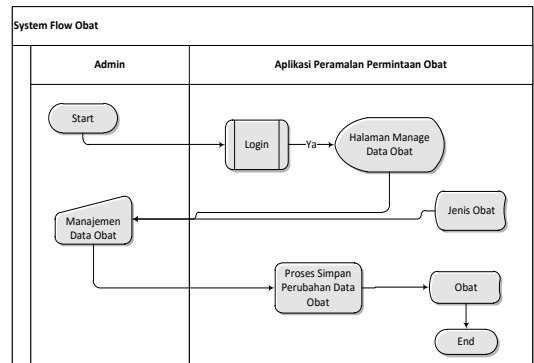 System Flow Obat
Admin
Aplikasi Peramalan Permintaan Obat
Start
Login
Ya
Halaman Manage
Data Obat
Jenis Obat
Manajemen
Data Obat
Proses Simpan
Perubahan Data
Obat
Obat
End